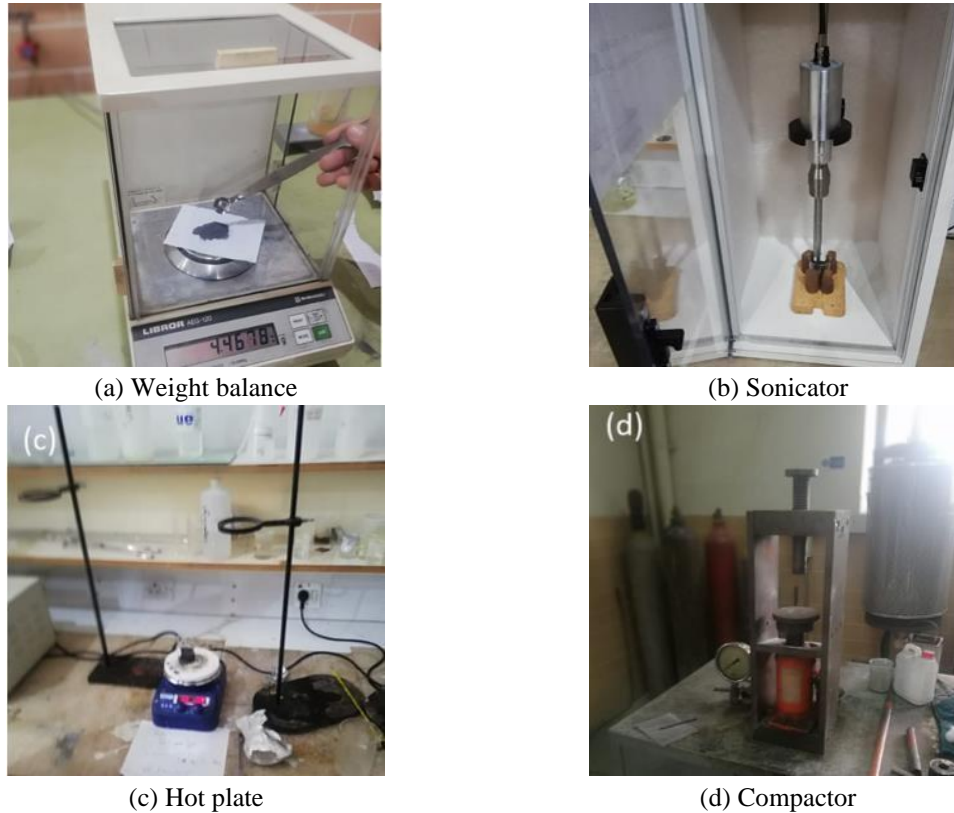 LIBROR AEG-120
4.4678
(a) Weight balance
(b) Sonicator
(c)
(d)
(c) Hot plate
(d) Compactor